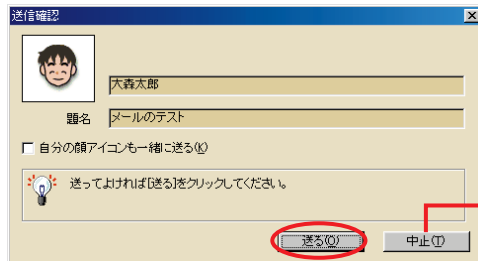 送信確認
大森太郎
題名 メールのテスト
自分の顔アイコンも一緒に送る(K)
送ってよければ[送る]をクリックしてください。
送る(O) 中止(T)